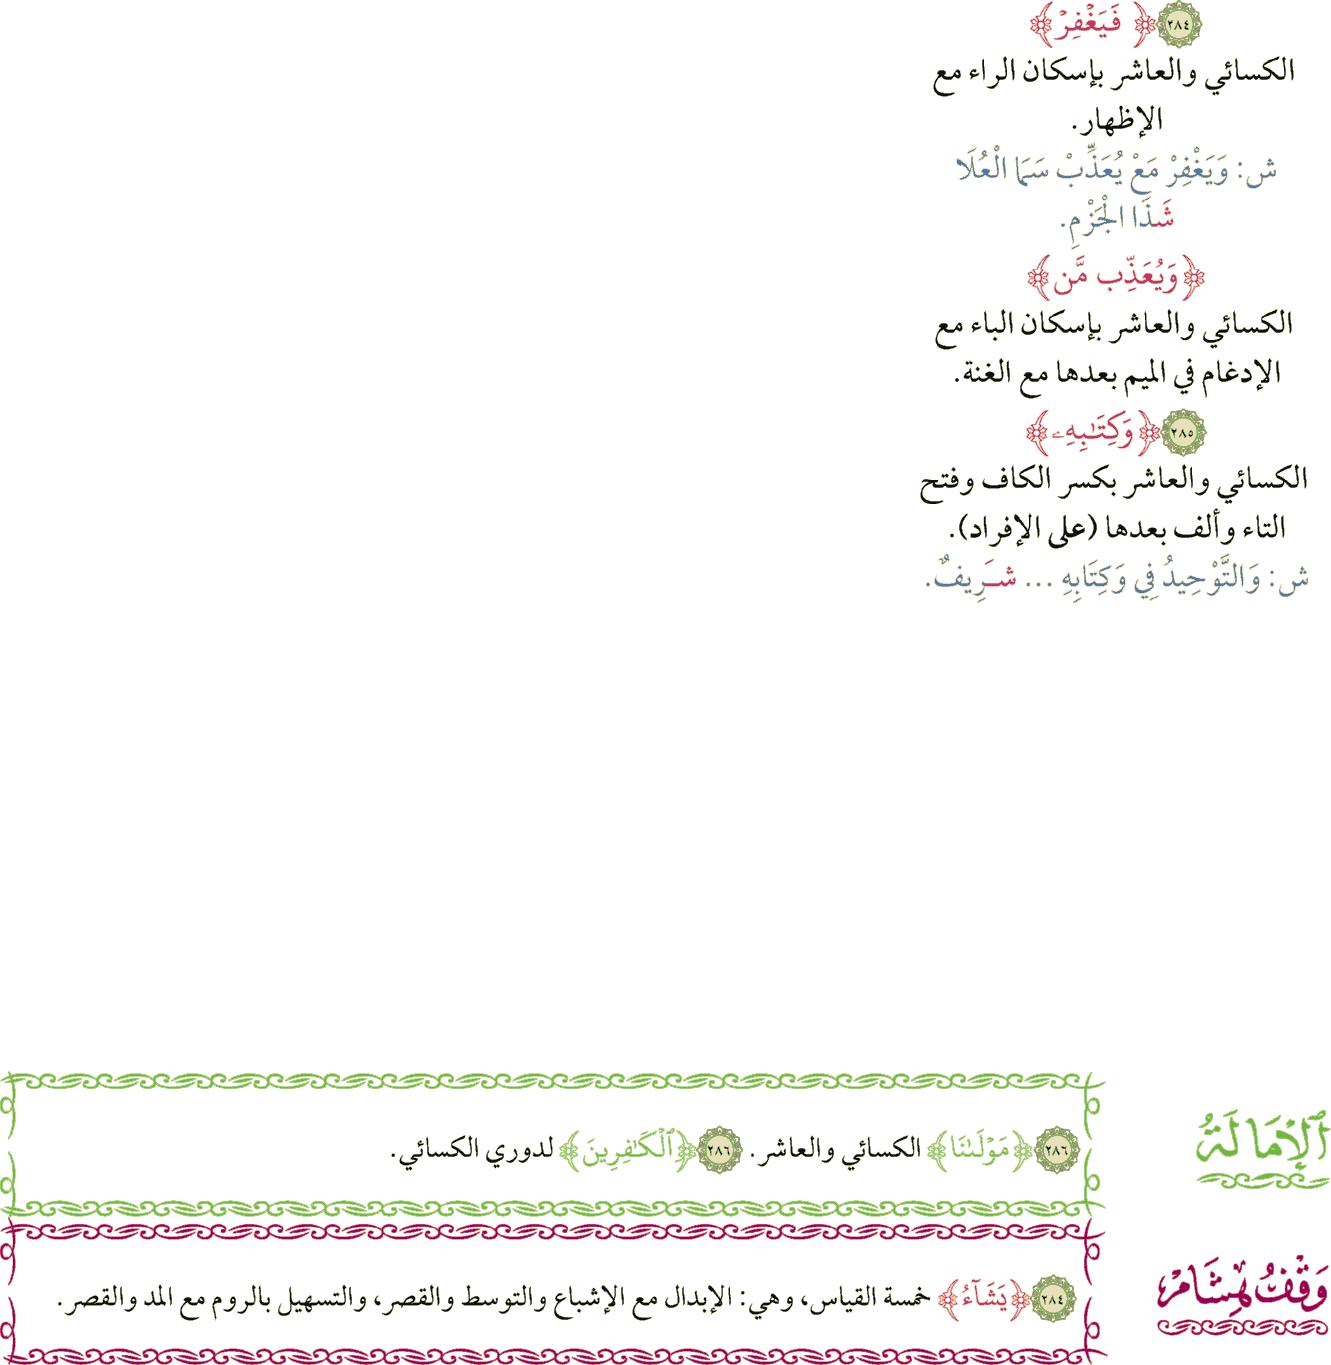 ٢٨٤ ﴿فَيَغْفِرْ﴾
الكسائي والعاشر بإسكان الراء مع
الإظهار.
ش: وَيَغْفِرْ مَعْ يُعَذِّبْ سَمَا الْعُلَا
شَذَا الْجَزْمِ.
﴿وَيُعَذِّب مَّن﴾
الكسائي والعاشر بإسكان الباء مع
الإدغام في الميم بعدها مع الغنة.
٢٨٥ ﴿وَكِتَٰبِهِۦ﴾
الكسائي والعاشر بكسر الكاف وفتح
التاء وألف بعدها (على الإفراد).
ش: وَالتَّوْحِيدُ فِي وَكِتَابِهِ ... شَرِيفٌ.
ٱلْإِمَالَةُ
٢٨٦ ﴿مَوْلَىٰنَا﴾ الكسائي والعاشر. ٢٨٦ ﴿ٱلْكَٰفِرِينَ﴾ لدوري الكسائي.
وَقْفُ هِشَامٍ
٢٨٤ ﴿يَشَآءُ﴾ خمسة القياس، وهي: الإبدال مع الإشباع والتوسط والقصر، والتسهيل بالروم مع المد والقصر.